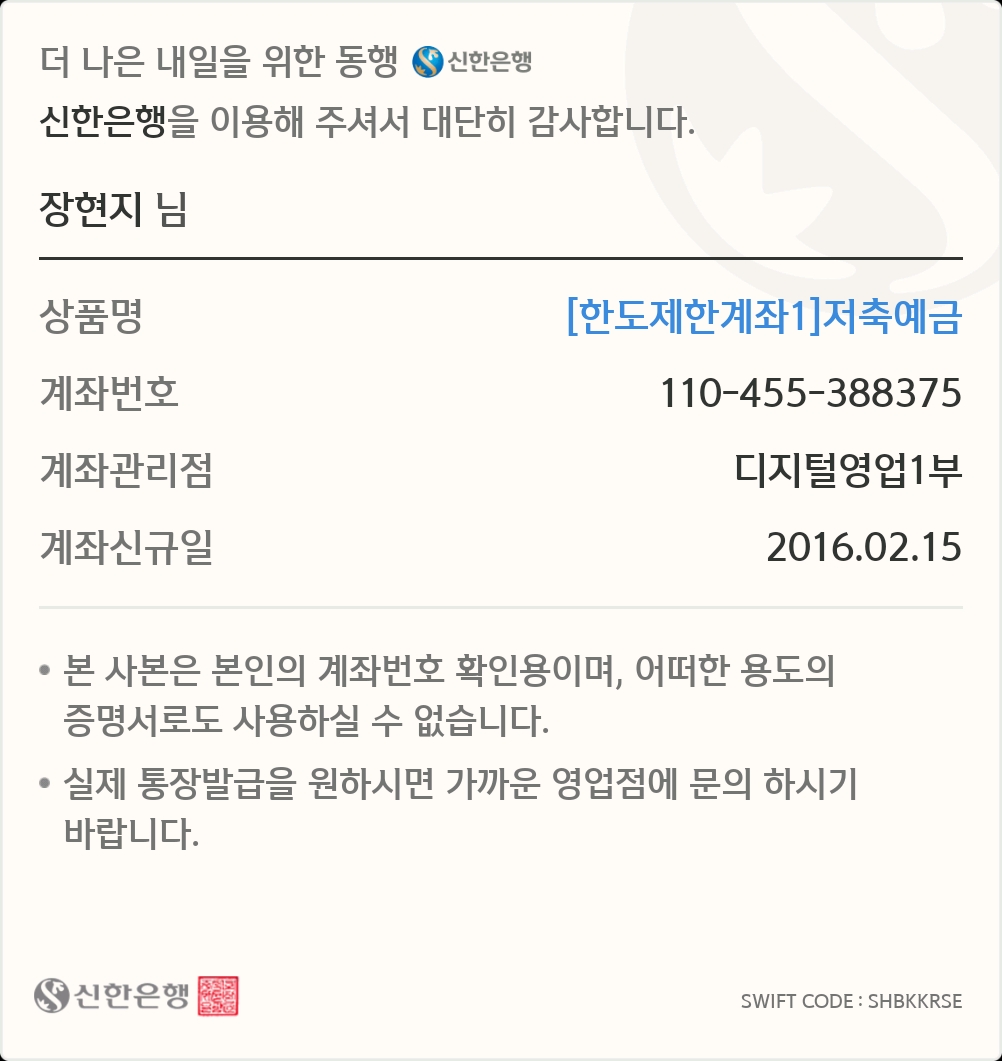 더 나은 내일을 위한 동행 신한은행
신한은행을 이용해 주셔서 대단히 감사합니다.
장현지 님
상품명 [한도제한계좌1]저축예금
계좌번호 110-455-388375
계좌관리점 디지털영업1부
계좌신규일 2016.02.15
• 본 사본은 본인의 계좌번호 확인용이며, 어떠한 용도의
증명서로도 사용하실 수 없습니다.
• 실제 통장발급을 원하시면 가까운 영업점에 문의 하시기
바랍니다.
신한은행 SWIFT CODE : SHBKKRSE